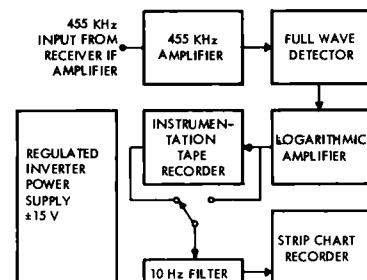 455 KHz
INPUT FROM
RECEIVER IF
AMPLIFIER
455 KHz
AMPLIFIER
FULL WAVE
DETECTOR
INSTRUMEN-
TATION
TAPE
RECORDER
LOGARITHMIC
AMPLIFIER
REGULATED
INVERTER
POWER
SUPPLY
±15 V
10 Hz FILTER
STRIP CHART
RECORDER